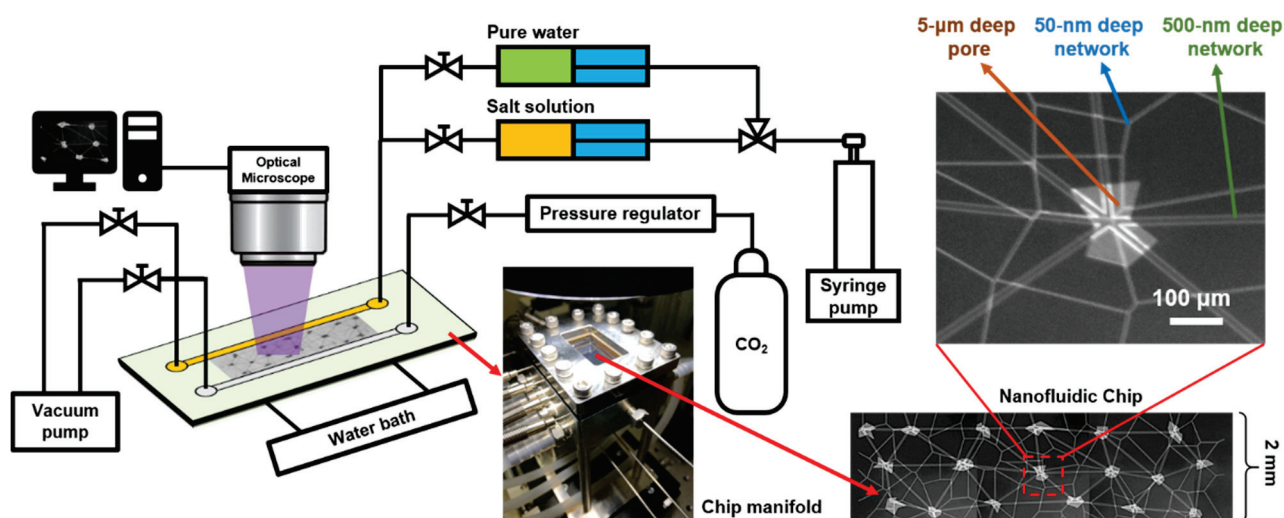 Pure water
Salt solution
Optical
Microscope
Pressure regulator
CO₂
Syringe
pump
Vacuum
pump
Water bath
Chip manifold
5-µm deep
pore
50-nm deep
network
500-nm deep
network
100 µm
Nanofluidic Chip
2 mm